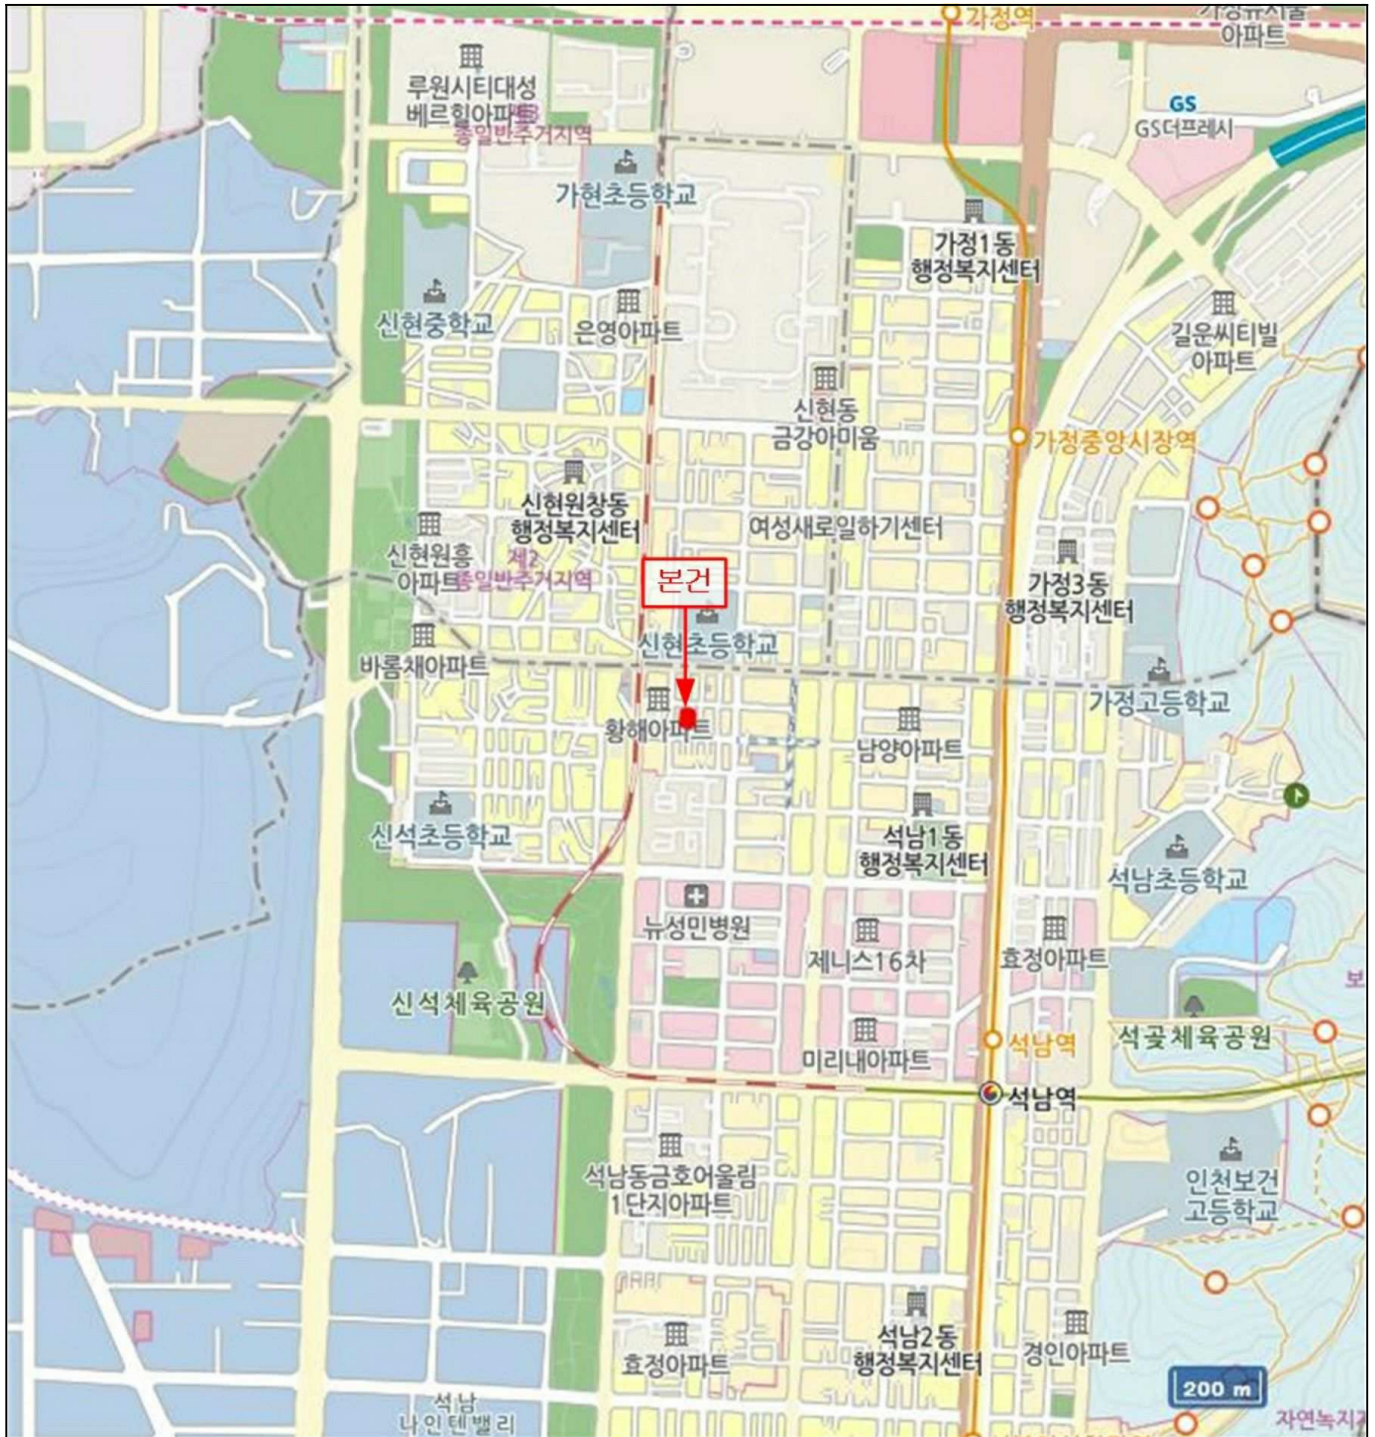 가정역
아파트
루원시티대성
베르힐아파트
종일반주거지역
GS
GS더프레시
가현초등학교
가정1동
행정복지센터
신현중학교
은영아파트
길운씨티빌
아파트
신현동
금강아미움
가정중앙시장역
신현원창동
행정복지센터
여성새로일하기센터
신현원흥
아파트
제2
종일반주거지역
본건
가정3동
행정복지센터
신현초등학교
바롬채아파트
가정고등학교
황해아파트
남양아파트
신석초등학교
석남1동
행정복지센터
석남초등학교
뉴성민병원
제니스16차
효정아파트
신석체육공원
보
석남역
석곶체육공원
미리내아파트
석남역
석남동금호어울림
1단지아파트
인천보건
고등학교
석남2동
행정복지센터
효정아파트
경인아파트
200 m
석남
나인텐밸리
자연녹지지